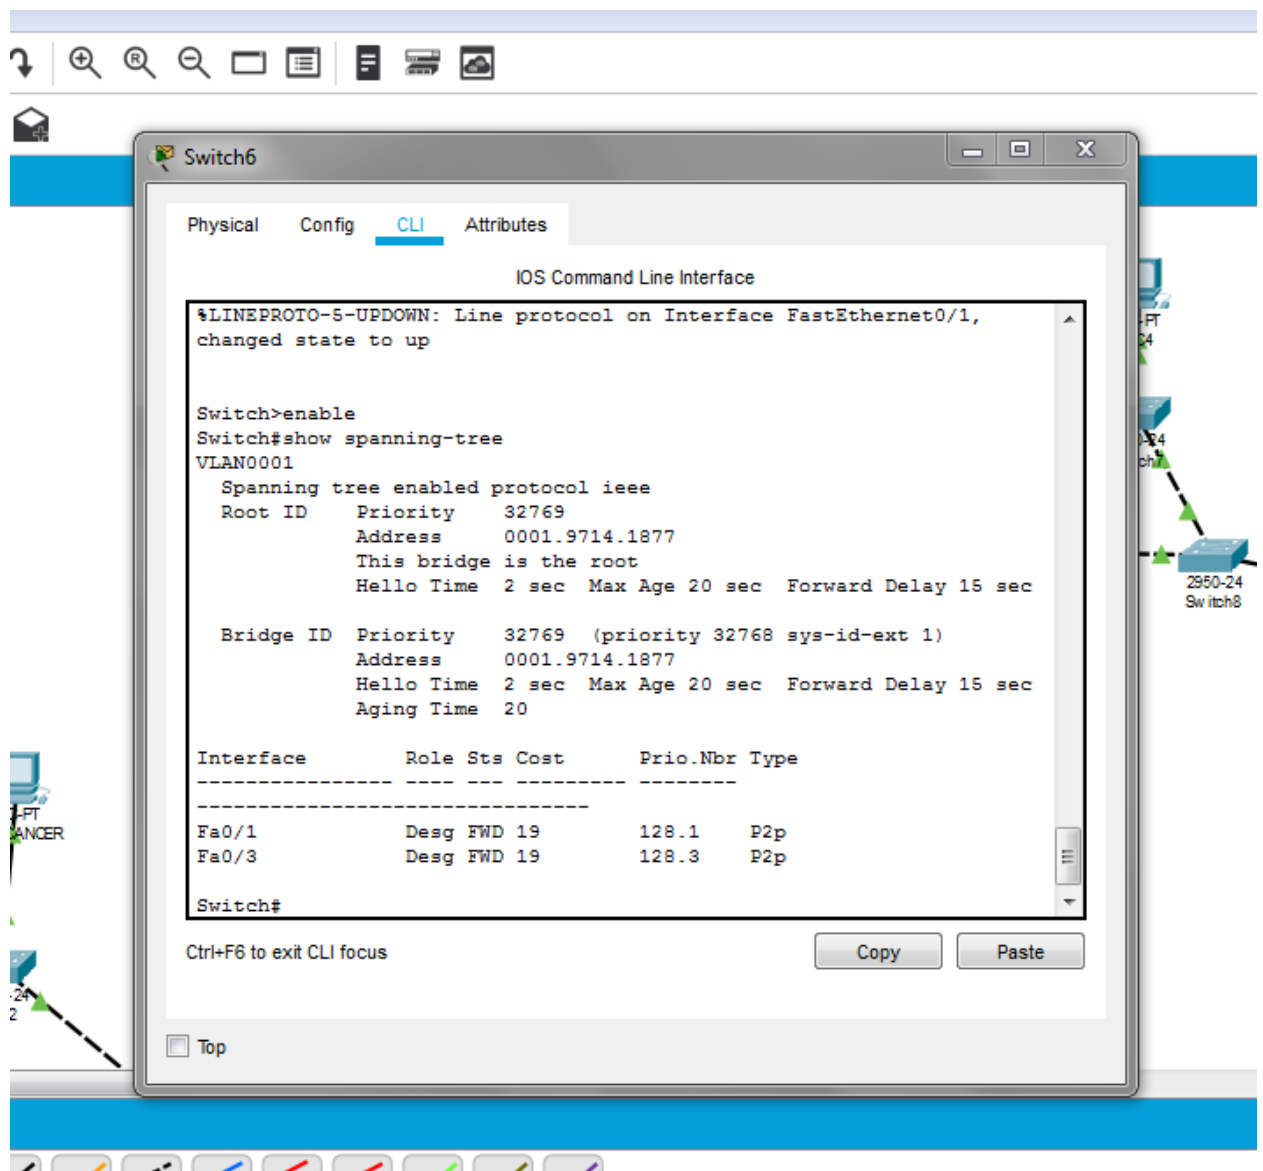 Switch6
Physical Config CLI Attributes
IOS Command Line Interface
%LINEPROTO-5-UPDOWN: Line protocol on Interface FastEthernet0/1,
changed state to up
Switch>enable
Switch#show spanning-tree
VLAN0001
Spanning tree enabled protocol ieee
Root ID Priority 32769
Address 0001.9714.1877
This bridge is the root
Hello Time 2 sec Max Age 20 sec Forward Delay 15 sec
Bridge ID Priority 32769 (priority 32768 sys-id-ext 1)
Address 0001.9714.1877
Hello Time 2 sec Max Age 20 sec Forward Delay 15 sec
Aging Time 20
Interface Role Sts Cost Prio.Nbr Type
---------------- ---- --- --------- --------
--------------------------------
Fa0/1 Desg FWD 19 128.1 P2p
Fa0/3 Desg FWD 19 128.3 P2p
Switch#
Ctrl+F6 to exit CLI focus
Copy Paste
Top
2950-24
Switch8